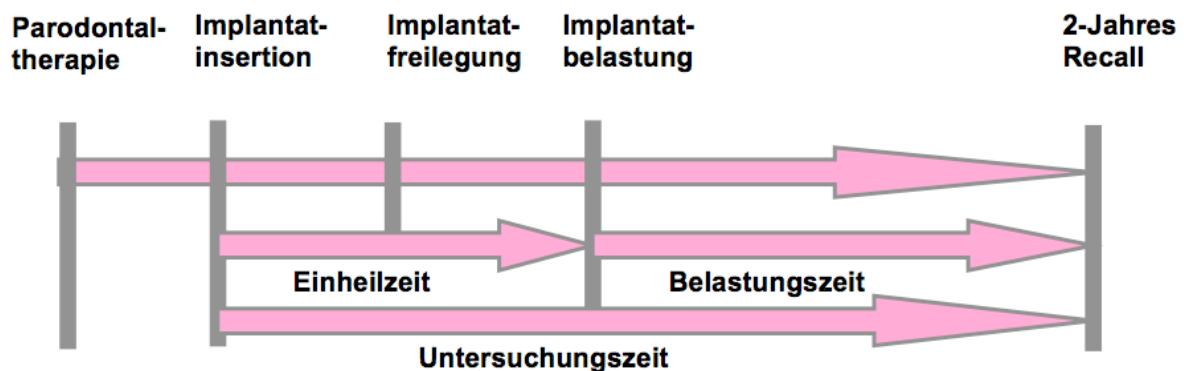 Parodontal-
therapie
Implantat-
insertion
Implantat-
freilegung
Implantat-
belastung
2-Jahres
Recall
Einheilzeit
Belastungszeit
Untersuchungszeit